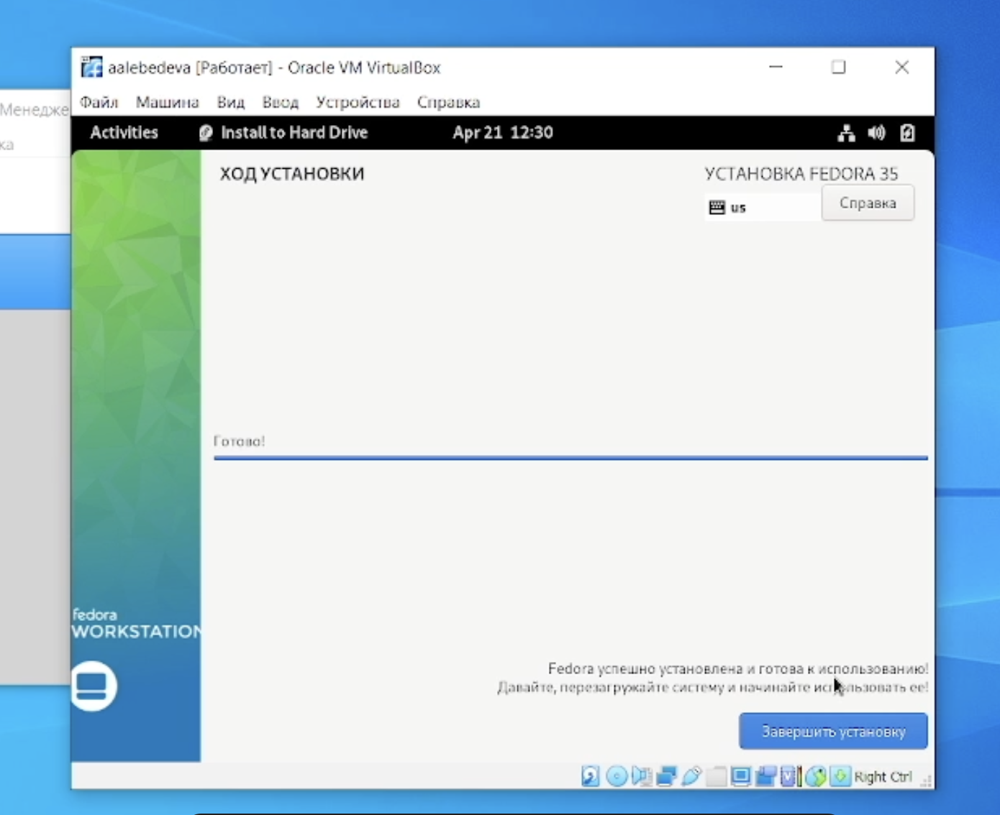 aalebedeva [Работает] - Oracle VM VirtualBox
Менедже
Файл Машина Вид Ввод Устройства Справка
ка
Activities Install to Hard Drive Apr 21 12:30
ХОД УСТАНОВКИ
УСТАНОВКА FEDORA 35
us
Справка
Готово!
fedora
WORKSTATION
Fedora успешно установлена и готова к использованию!
Давайте, перезагружайте систему и начинайте использовать ее!
Завершить установку
Right Ctrl